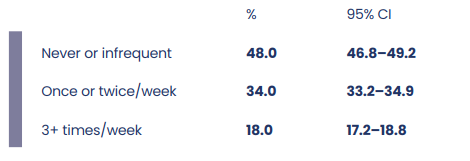 % 95% CI
Never or infrequent 48.0 46.8–49.2
Once or twice/week 34.0 33.2–34.9
3+ times/week 18.0 17.2–18.8